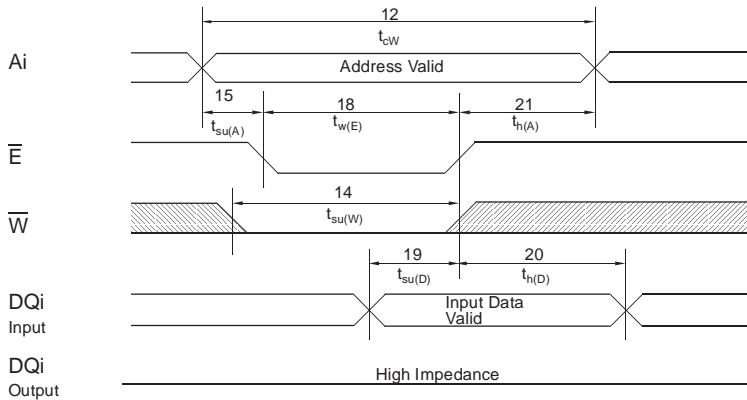 12
tcW
Ai
Address Valid
15 18 21
tsu(A) tw(E) th(A)
E
14
tsu(W)
W
19 20
tsu(D) th(D)
DQi
Input
Input Data
Valid
DQi
Output
High Impedance